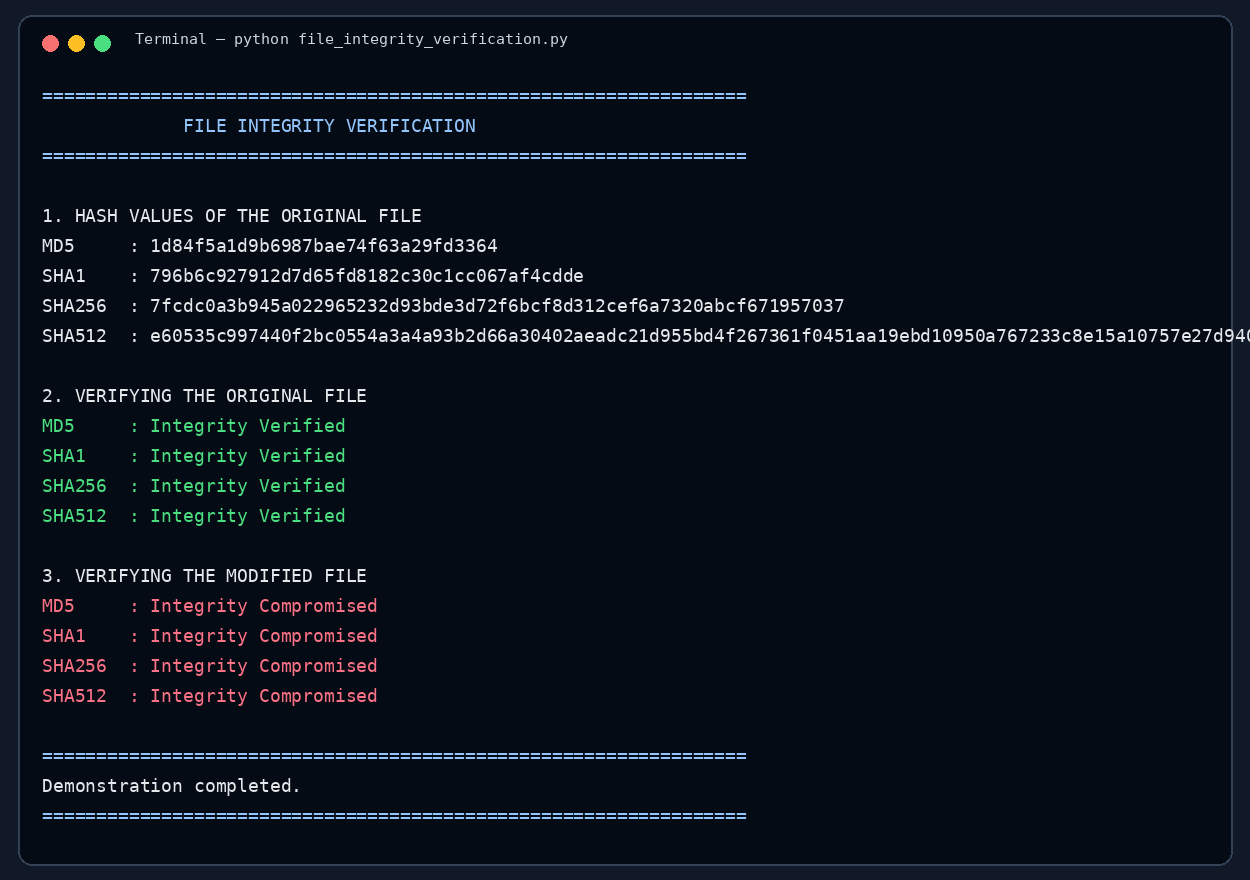 Terminal — python file_integrity_verification.py
=================================================================
FILE INTEGRITY VERIFICATION
=================================================================
1. HASH VALUES OF THE ORIGINAL FILE
MD5 : 1d84f5a1d9b6987bae74f63a29fd3364
SHA1 : 796b6c927912d7d65fd8182c30c1cc067af4cdde
SHA256 : 7fcdc0a3b945a022965232d93bde3d72f6bcf8d312cef6a7320abcf671957037
SHA512 : e60535c997440f2bc0554a3a4a93b2d66a30402aeadc21d955bd4f267361f0451aa19ebd10950a767233c8e15a10757e27d940
2. VERIFYING THE ORIGINAL FILE
MD5 : Integrity Verified
SHA1 : Integrity Verified
SHA256 : Integrity Verified
SHA512 : Integrity Verified
3. VERIFYING THE MODIFIED FILE
MD5 : Integrity Compromised
SHA1 : Integrity Compromised
SHA256 : Integrity Compromised
SHA512 : Integrity Compromised
=================================================================
Demonstration completed.
=================================================================